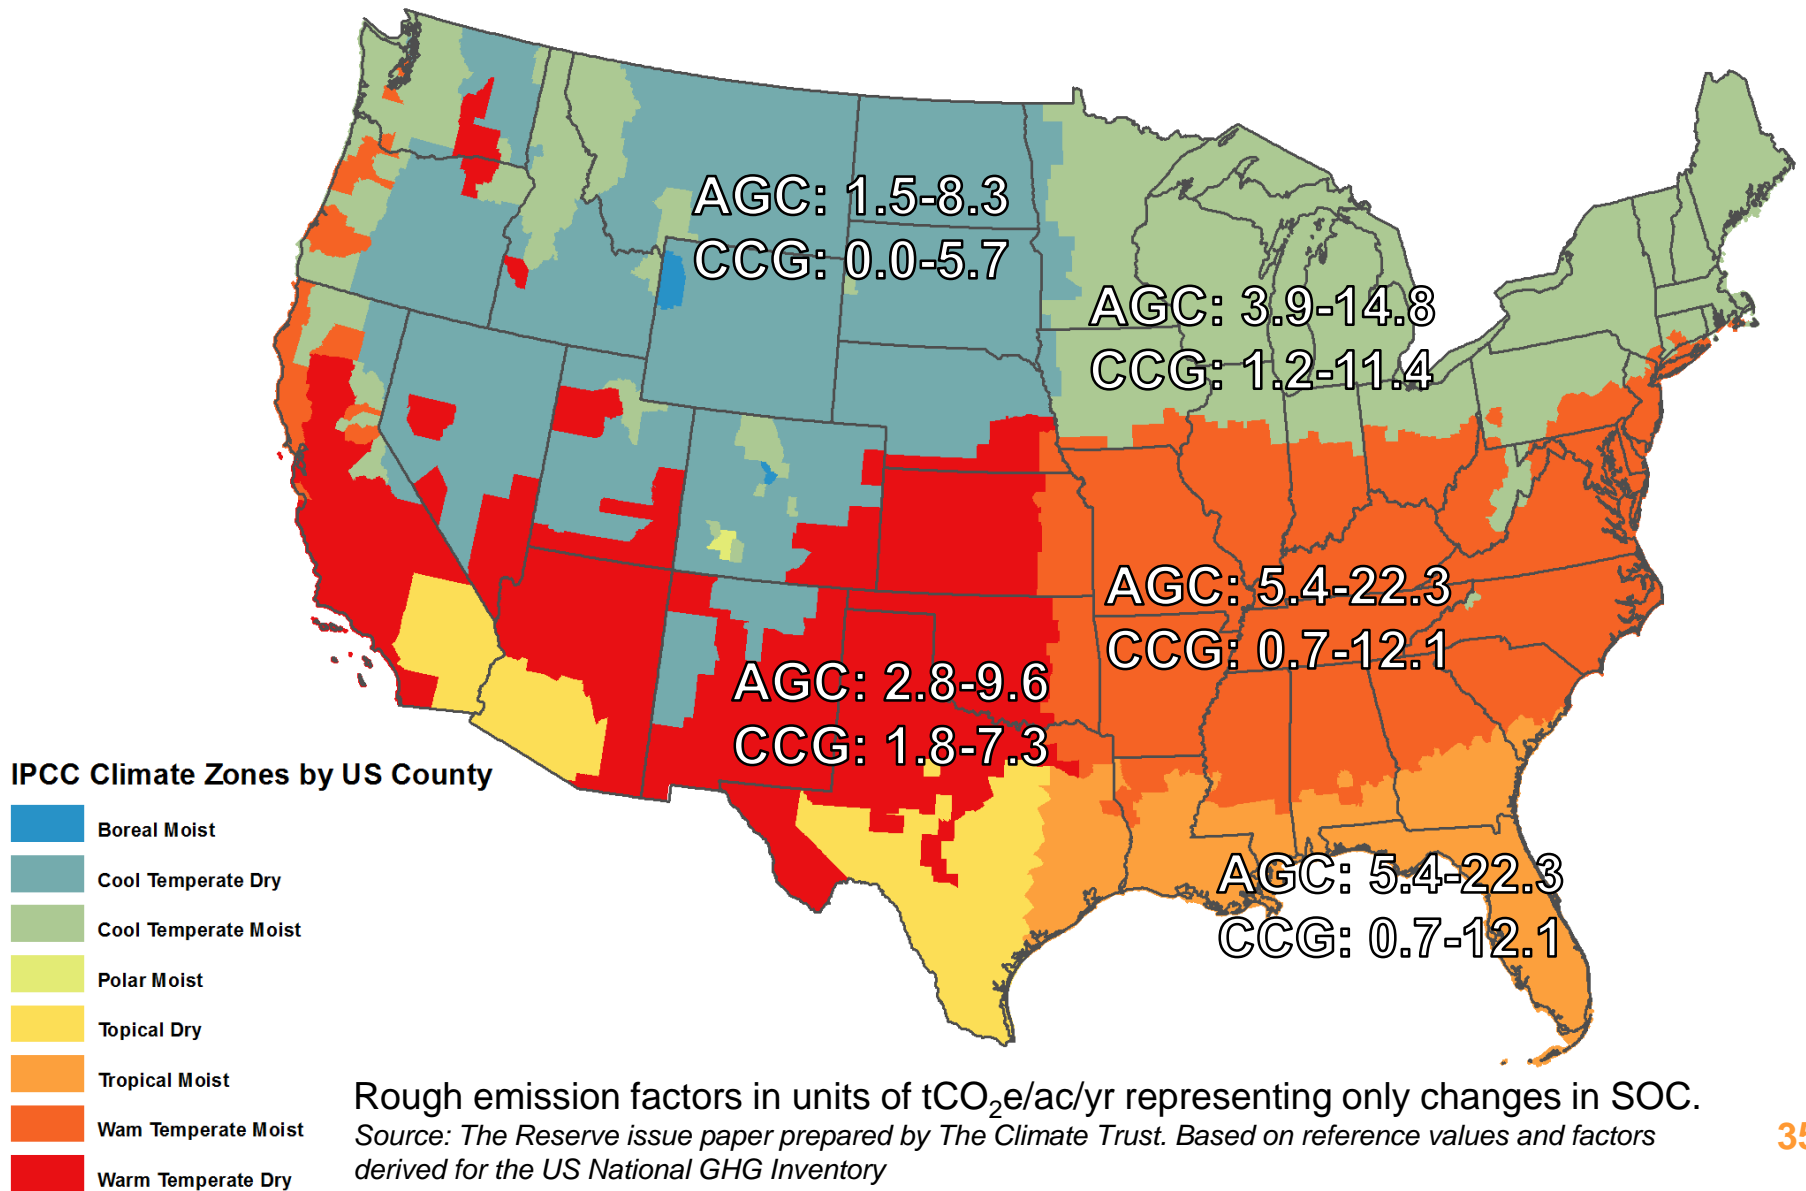 AGC: 1.5-8.3
CCG: 0.0-5.7
AGC: 3.9-14.8
CCG: 1.2-11.4
AGC: 5.4-22.3
CCG: 0.7-12.1
AGC: 2.8-9.6
CCG: 1.8-7.3
AGC: 5.4-22.3
CCG: 0.7-12.1
IPCC Climate Zones by US County
Boreal Moist
Cool Temperate Dry
Cool Temperate Moist
Polar Moist
Topical Dry
Tropical Moist
Wam Temperate Moist
Warm Temperate Dry
Rough emission factors in units of tCO₂e/ac/yr representing only changes in SOC.
Source: The Reserve issue paper prepared by The Climate Trust. Based on reference values and factors
derived for the US National GHG Inventory
35